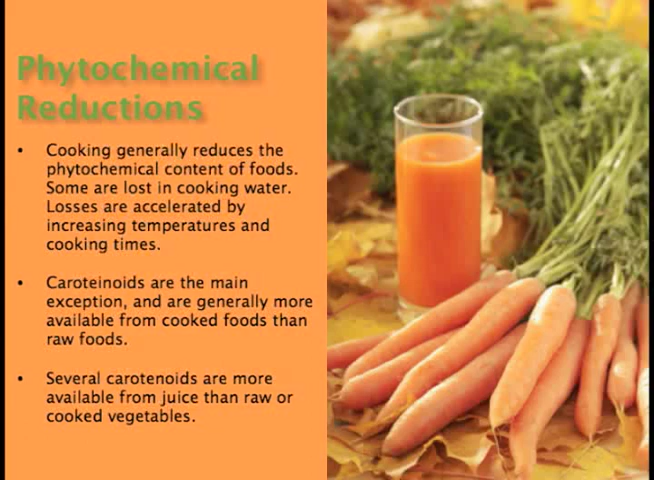 Phytochemical
Reductions
• Cooking generally reduces the
phytochemical content of foods.
Some are lost in cooking water.
Losses are accelerated by
increasing temperatures and
cooking times.
• Caroteinoids are the main
exception, and are generally more
available from cooked foods than
raw foods.
• Several carotenoids are more
available from juice than raw or
cooked vegetables.